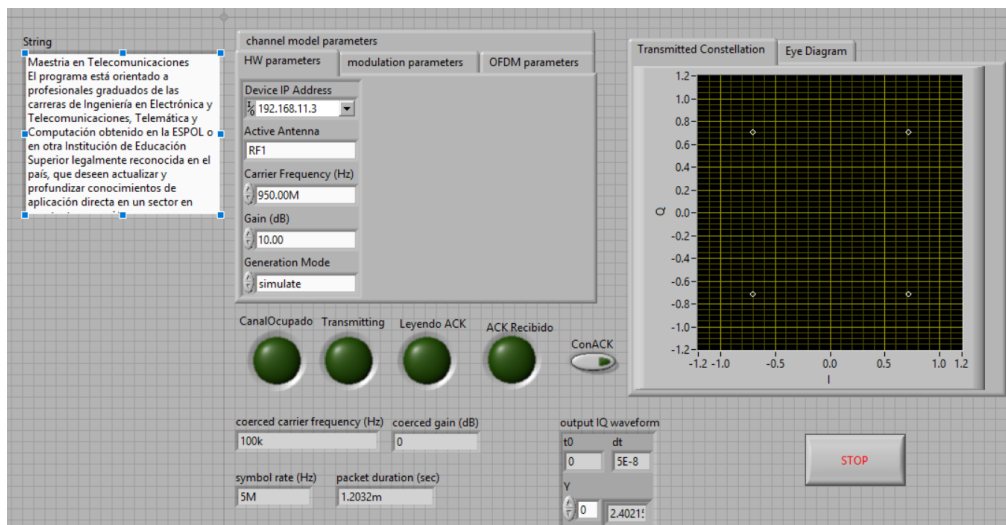 String
Maestria en Telecomunicaciones
El programa está orientado a
profesionales graduados de las
carreras de Ingeniería en Electrónica y
Telecomunicaciones, Telemática y
Computación obtenido en la ESPOL o
en otra Institución de Educación
Superior legalmente reconocida en el
país, que deseen actualizar y
profundizar conocimientos de
aplicación directa en un sector en
channel model parameters
HW parameters
modulation parameters
OFDM parameters
Device IP Address
192.168.11.3
Active Antenna
RF1
Carrier Frequency (Hz)
950.00M
Gain (dB)
10.00
Generation Mode
simulate
Transmitted Constellation
Eye Diagram
1.2
1.0
0.8
0.6
0.4
0.2
0.0
-0.2
-0.4
-0.6
-0.8
-1.0
-1.2
Q
-1.2 -1.0 -0.5 0.0 0.5 1.0 1.2
I
CanalOcupado
Transmitting
Leyendo ACK
ACK Recibido
ConACK
coerced carrier frequency (Hz)
100k
coerced gain (dB)
0
symbol rate (Hz)
5M
packet duration (sec)
1.2032m
output IQ waveform
t0 dt
0 5E-8
Y
0 2.4021
STOP